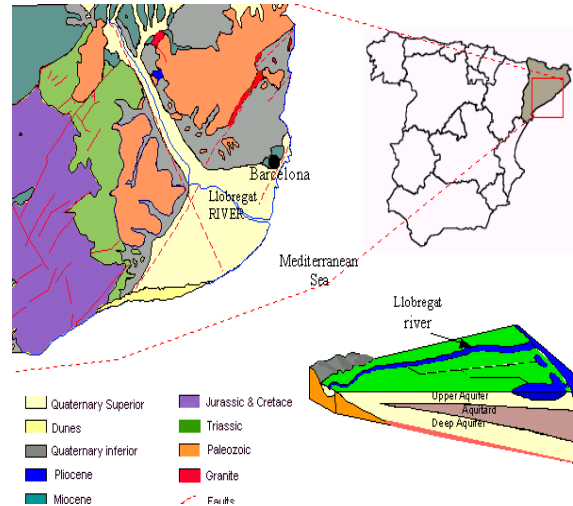 Barcelona
Llobregat
RIVER
Mediterranean
Sea
Llobregat
river
Upper Aquifer
Aquitard
Deep Aquifer
Quaternary Superior
Dunes
Quaternary inferior
Pliocene
Miocene
Jurassic & Cretace
Triassic
Paleozoic
Granite
Faults